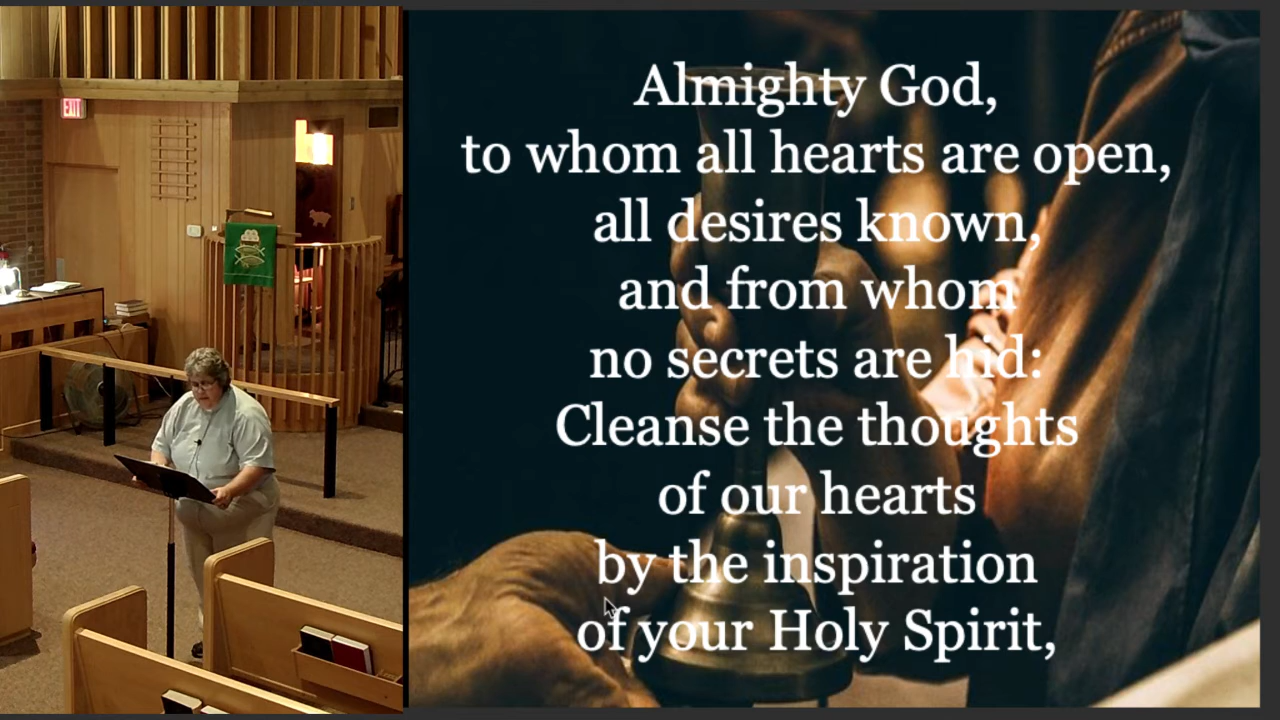 EXIT
Almighty God,
to whom all hearts are open,
all desires known,
and from whom
no secrets are hid:
Cleanse the thoughts
of our hearts
by the inspiration
of your Holy Spirit,